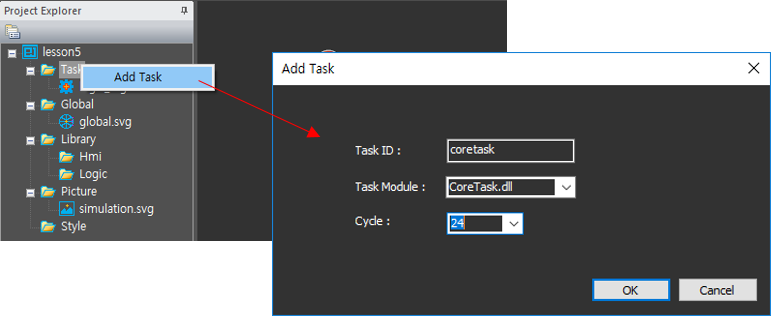 Project Explorer
lesson5
Task
Add Task
Global
global.svg
Library
Hmi
Logic
Picture
simulation.svg
Style
Add Task
Task ID :
coretask
Task Module :
CoreTask.dll
Cycle :
24
OK
Cancel